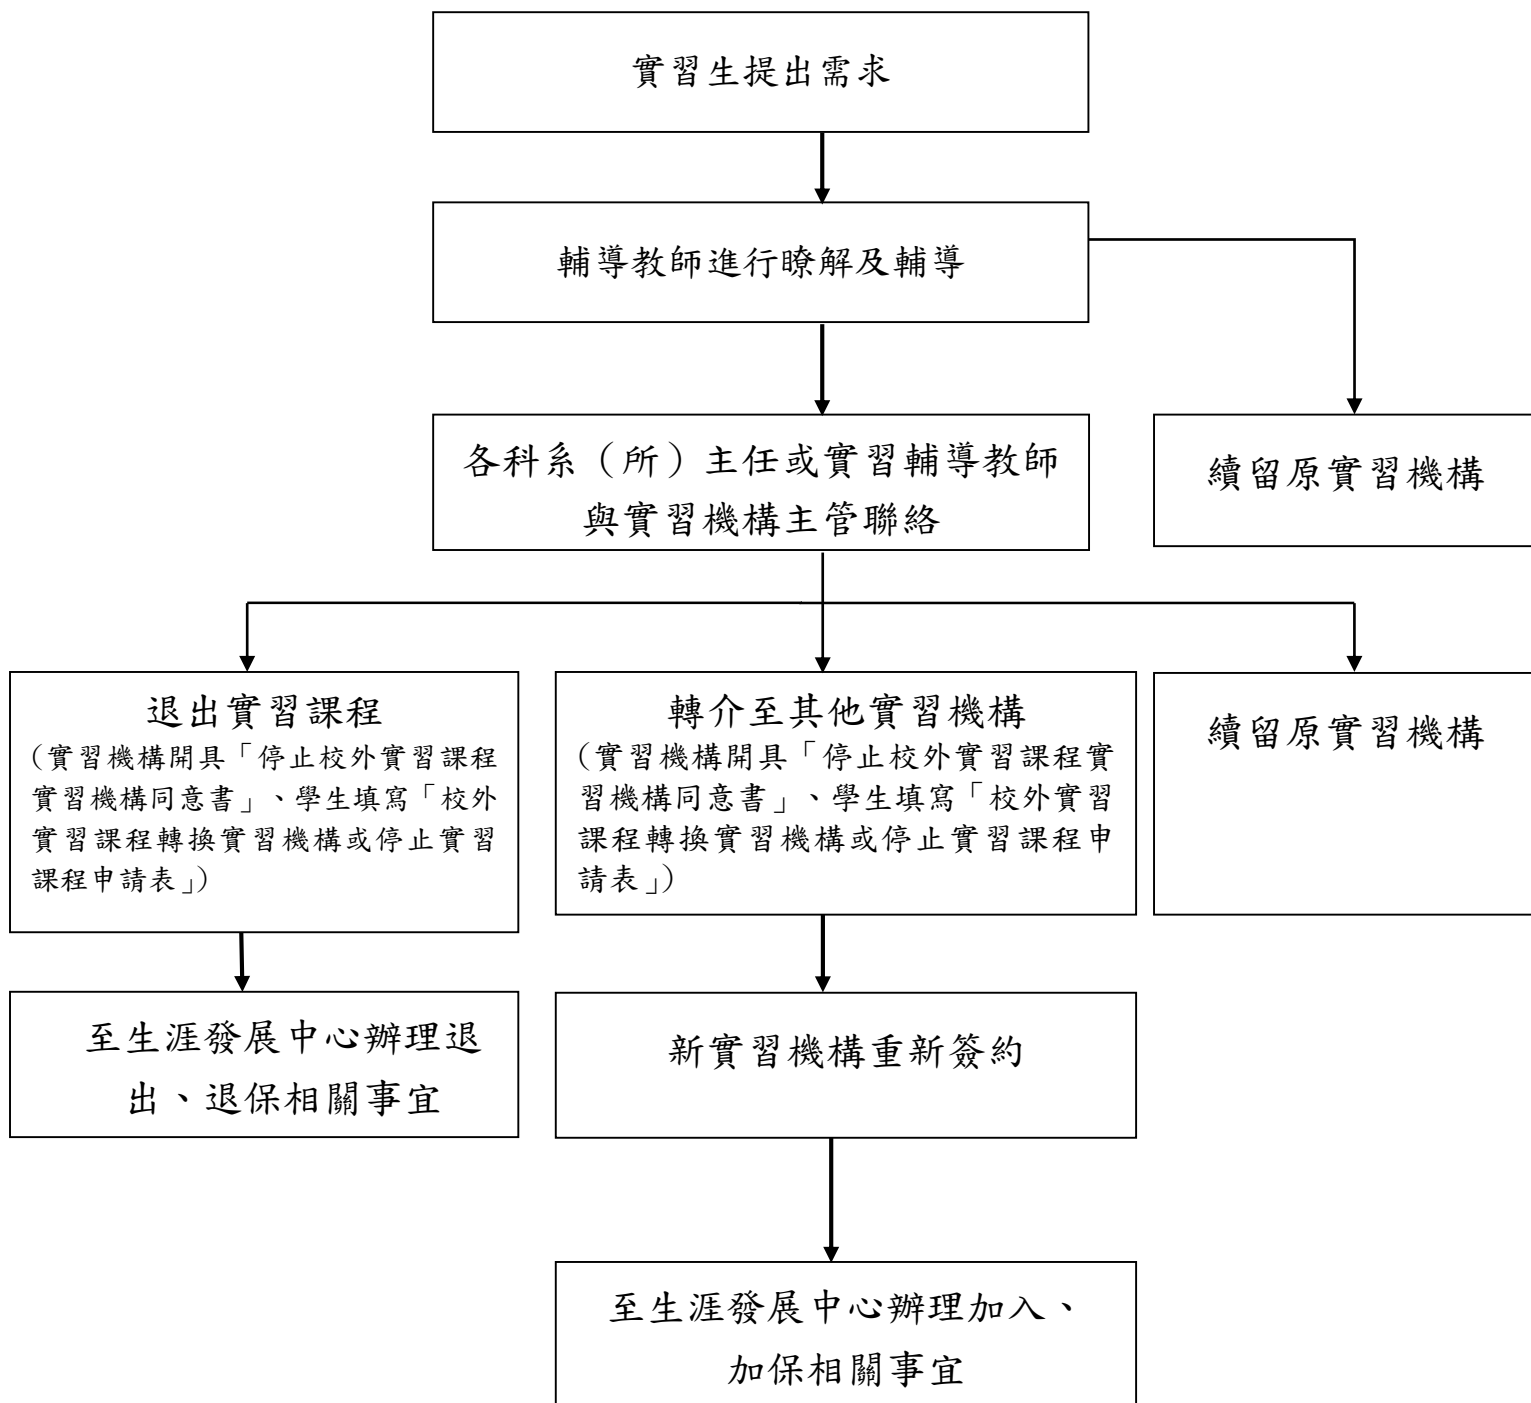 實習生提出需求
輔導教師進行瞭解及輔導
各科系（所）主任或實習輔導教師
與實習機構主管聯絡
續留原實習機構
退出實習課程
（實習機構開具「停止校外實習課程
實習機構同意書」、學生填寫「校外
實習課程轉換實習機構或停止實習
課程申請表」）
轉介至其他實習機構
（實習機構開具「停止校外實習課程實
習機構同意書」、學生填寫「校外實習
課程轉換實習機構或停止實習課程申
請表」）
續留原實習機構
至生涯發展中心辦理退
出、退保相關事宜
新實習機構重新簽約
至生涯發展中心辦理加入、
加保相關事宜